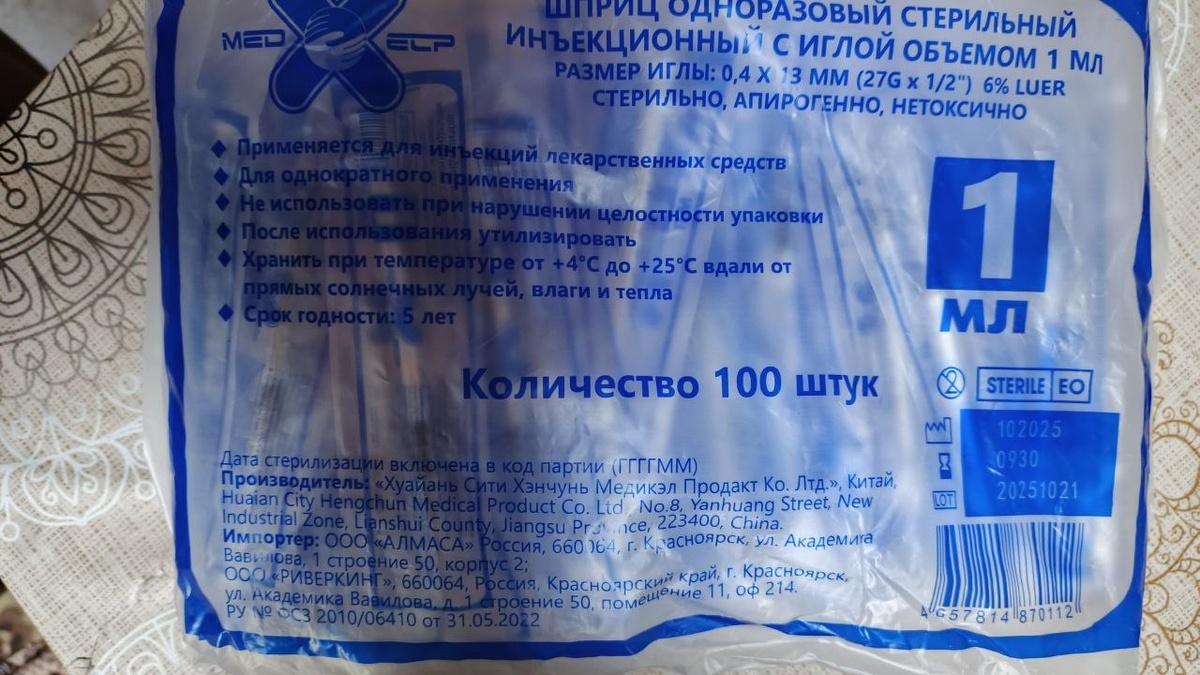 MED ELP
ШПРИЦ ОДНОРАЗОВЫЙ СТЕРИЛЬНЫЙ
ИНЪЕКЦИОННЫЙ С ИГЛОЙ ОБЪЕМОМ 1 МЛ
РАЗМЕР ИГЛЫ: 0,4 X 13 ММ (27G x 1/2") 6% LUER
СТЕРИЛЬНО, АПИРОГЕННО, НЕТОКСИЧНО
◆ Применяется для инъекций лекарственных средств
◆ Для однократного применения
◆ Не использовать при нарушении целостности упаковки
◆ После использования утилизировать
◆ Хранить при температуре от +4°C до +25°C вдали от
прямых солнечных лучей, влаги и тепла
◆ Срок годности: 5 лет
1
МЛ
Количество 100 штук
STERILE EO
102025
0930
LOT 20251021
Дата стерилизации включена в код партии (ГГГГММ)
Производитель: «Хуайань Сити Хэнчунь Медикэл Продакт Ко. Лтд.», Китай,
Huaian City Hengchun Medical Product Co. Ltd, No.8, Yanhuang Street, New
Industrial Zone, Lianshui County, Jiangsu Province, 223400, China.
Импортер: ООО «АЛМАСА» Россия, 660064, г. Красноярск, ул. Академика
Вавилова, 1 строение 50, корпус 2;
ООО «РИВЕРКИНГ», 660064, Россия, Красноярский край, г. Красноярск,
ул. Академика Вавилова, д. 1 строение 50, помещение 11, оф 214.
РУ № ФСЗ 2010/06410 от 31.05.2022
4 657814 870112